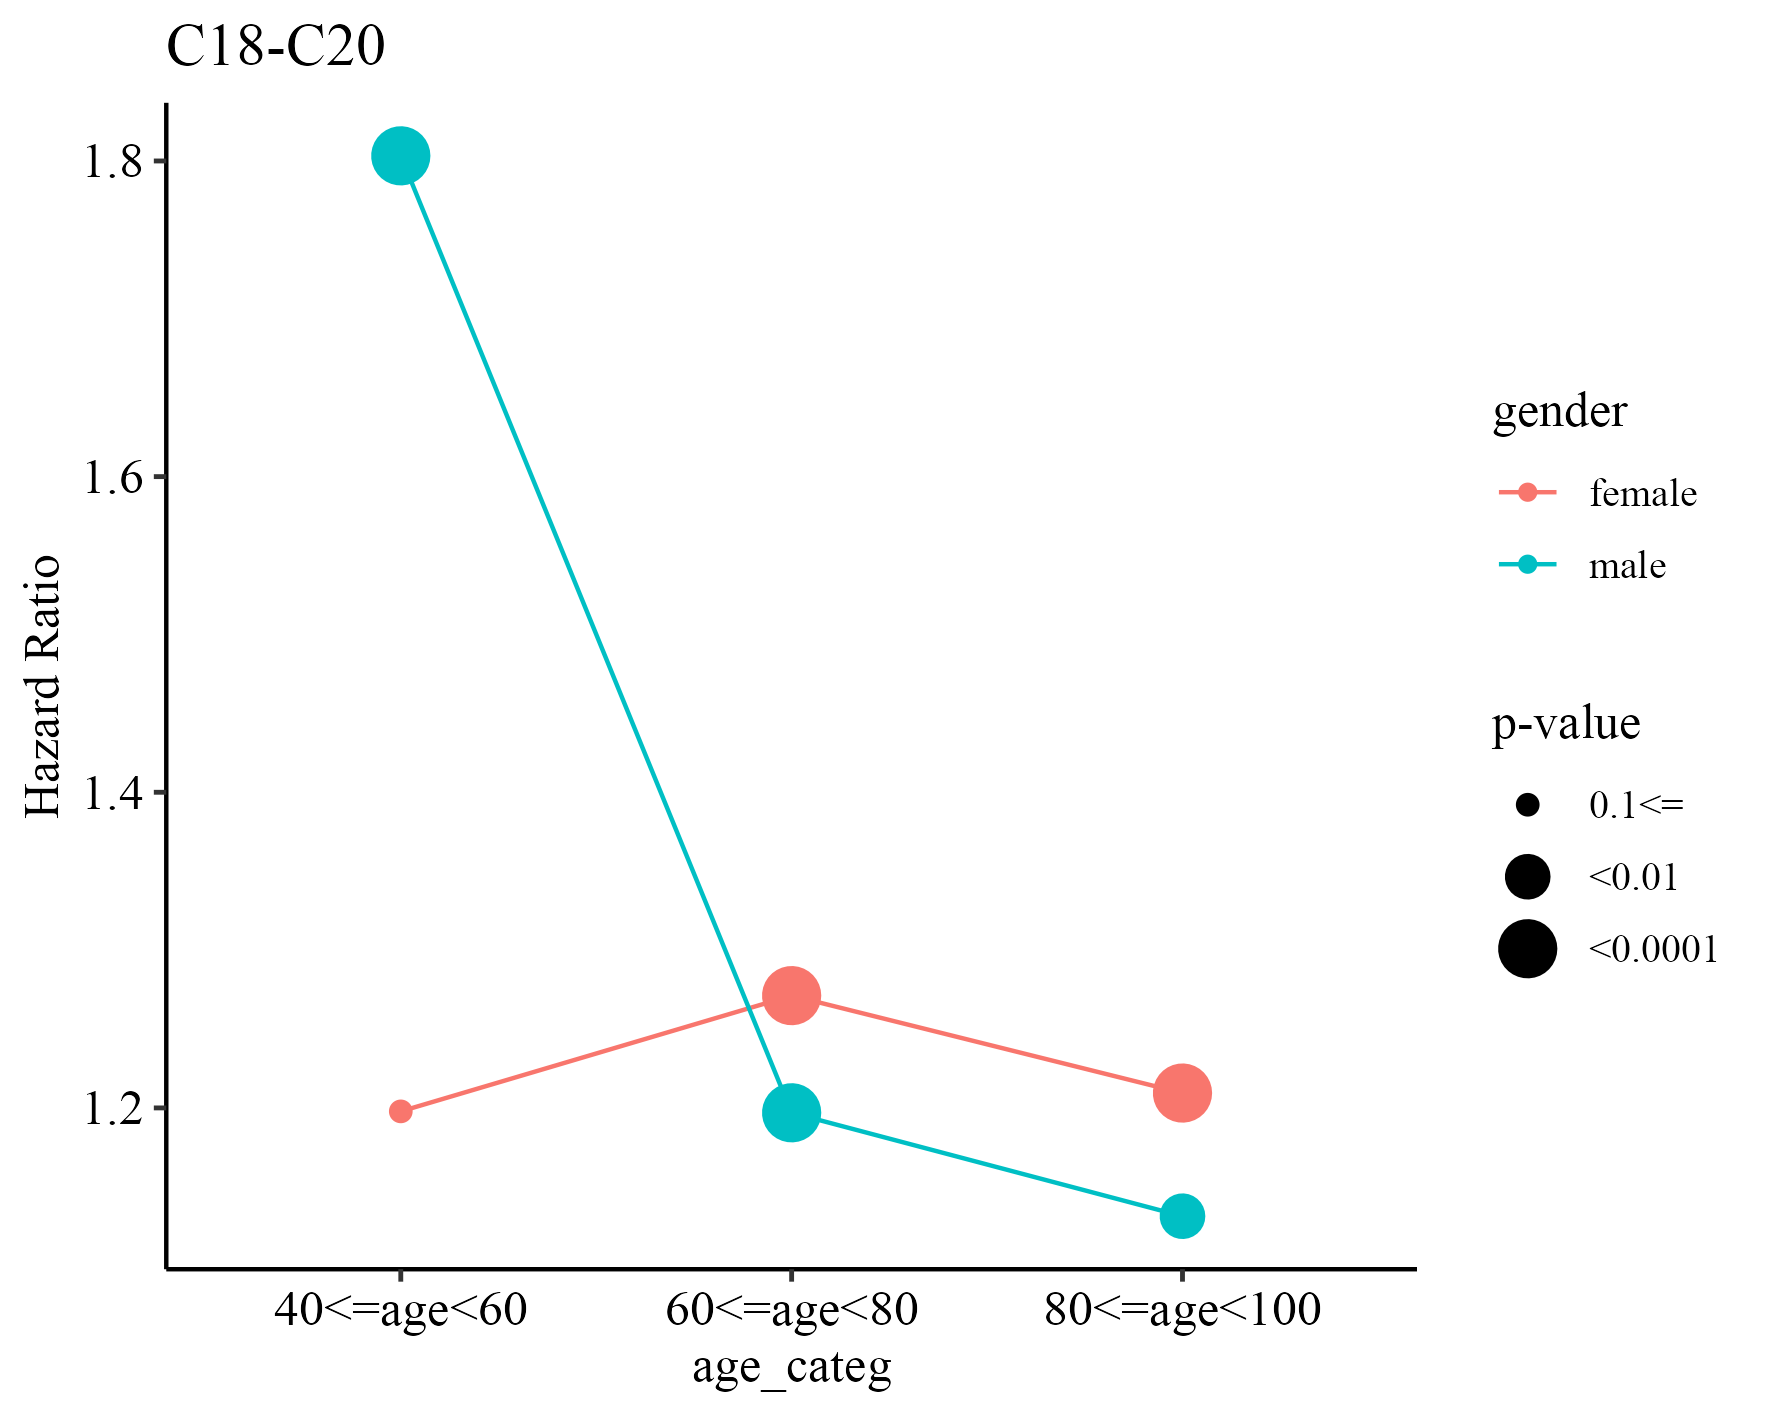 C18-C20
1.8
1.6
1.4
1.2
Hazard Ratio
40<=age<60
60<=age<80
80<=age<100
age_categ
gender
female
male
p-value
0.1<=
<0.01
<0.0001